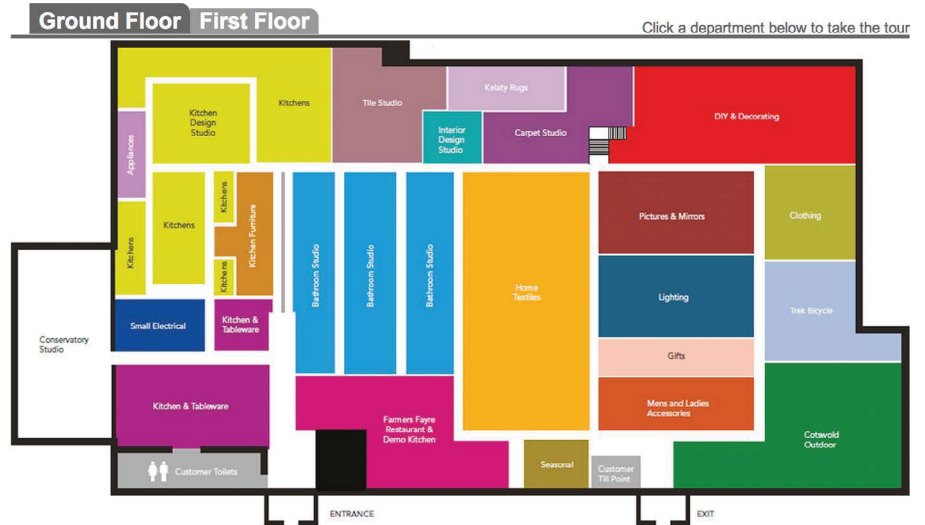 Ground Floor
First Floor
Click a department below to take the tour
Kitchens
Tile Studio
Kelaty Rugs
Kitchen
Design
Studio
Interior
Design
Studio
Carpet Studio
DIY & Decorating
Appliances
Kitchens
Kitchens
Kitchens
Kitchens
Kitchen Furniture
Bathroom Studio
Bathroom Studio
Bathroom Studio
Home
Textiles
Pictures & Mirrors
Clothing
Lighting
Trek Bicycle
Small Electrical
Kitchen &
Tableware
Conservatory
Studio
Gifts
Kitchen & Tableware
Farmers Fayre
Restaurant &
Demo Kitchen
Mens and Ladies
Accessories
Cotswold
Outdoor
Customer Toilets
Seasonal
Customer
Till Point
ENTRANCE
EXIT